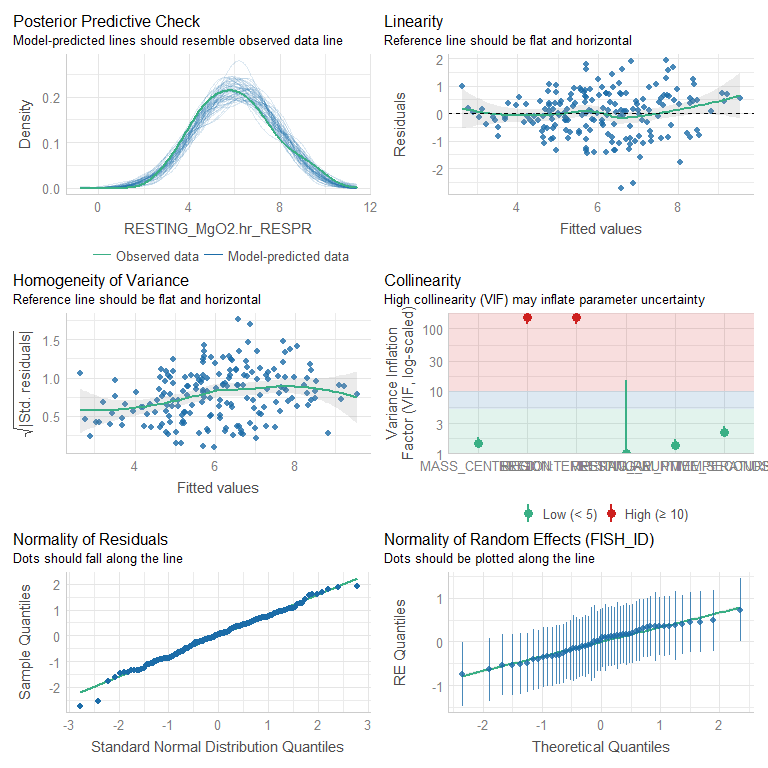 Posterior Predictive Check
Model-predicted lines should resemble observed data line
Density
0.2
0.1
0.0
0
4
8
12
RESTING_MgO2.hr_RESPR
Observed data
Model-predicted data
Linearity
Reference line should be flat and horizontal
Residuals
2
1
0
-2
4
6
8
Fitted values
Homogeneity of Variance
Reference line should be flat and horizontal
√|Std. residuals|
1.5
1.0
0.5
4
6
8
Fitted values
Collinearity
High collinearity (VIF) may inflate parameter uncertainty
Variance Inflation
Factor (VIF, log-scaled)
100
30
10
3
1
Low (< 5)
High (≥ 10)
Normality of Residuals
Dots should fall along the line
Sample Quantiles
2
1
0
-1
-2
-3
-2
-1
0
1
2
3
Standard Normal Distribution Quantiles
Normality of Random Effects (FISH_ID)
Dots should be plotted along the line
RE Quantiles
1
0
-1
-2
-1
0
1
2
Theoretical Quantiles